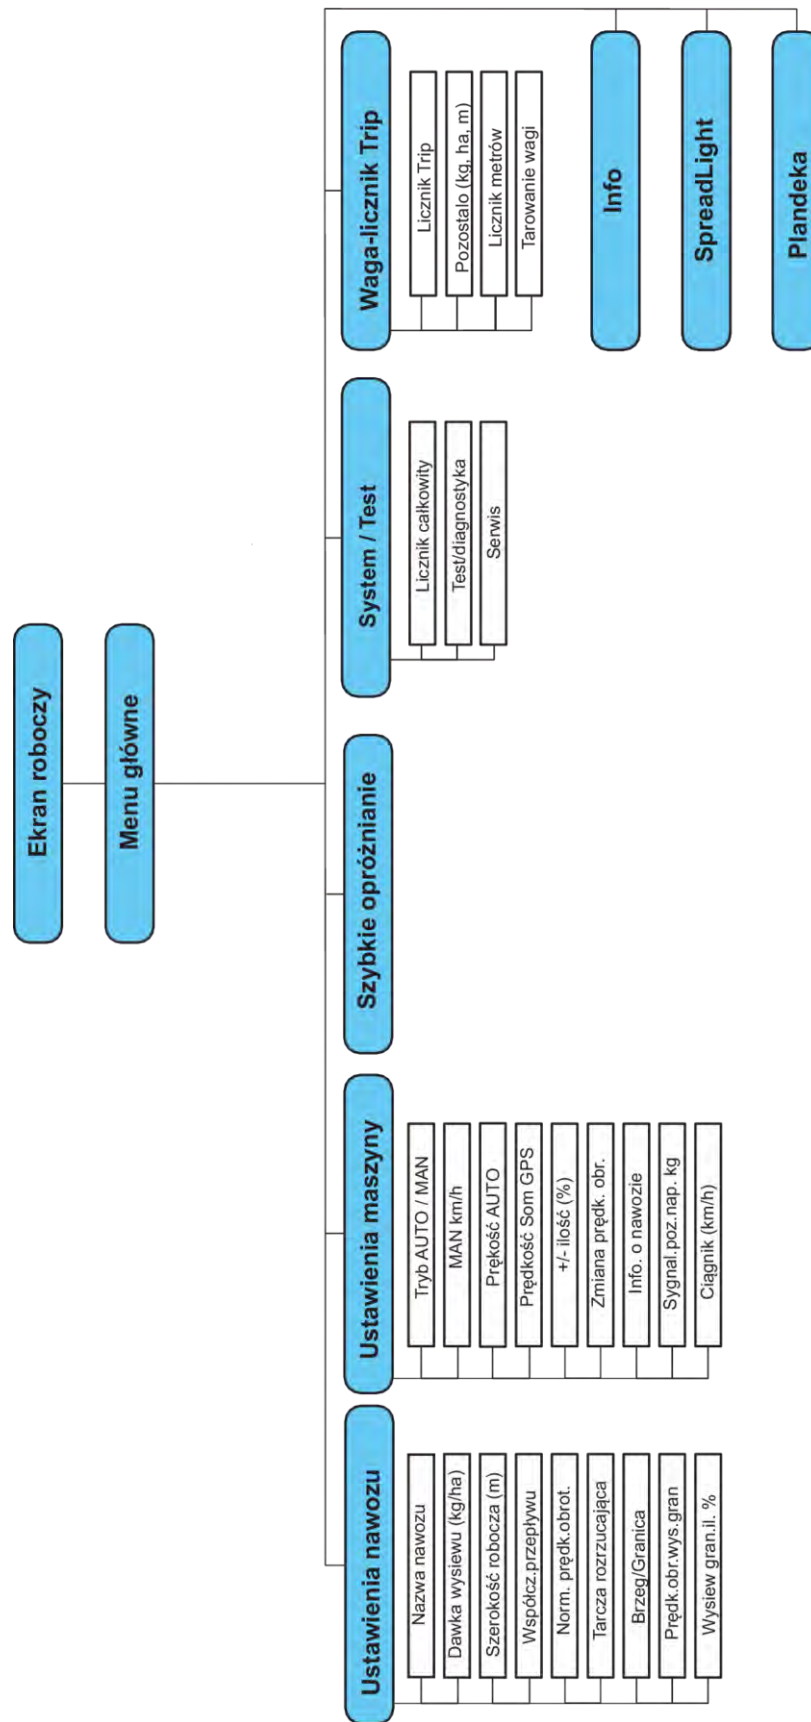 Ekran roboczy
Menu główne
Ustawienia nawozu
Nazwa nawozu
Dawka wysiewu (kg/ha)
Szerokość robocza (m)
Współcz.przepływu
Norm. prędk.obrot.
Tarcza rozrzucająca
Brzeg/Granica
Prędk.obr.wys.gran
Wysiew gran.il. %
Ustawienia maszyny
Tryb AUTO / MAN
MAN km/h
Prękość AUTO
Prędkość Som GPS
+/- ilość (%)
Zmiana prędk. obr.
Info. o nawozie
Sygnal.poz.nap. kg
Ciągnik (km/h)
Szybkie opróżnianie
System / Test
Licznik całkowity
Test/diagnostyka
Serwis
Waga-licznik Trip
Licznik Trip
Pozostalo (kg, ha, m)
Licznik metrów
Tarowanie wagi
Info
SpreadLight
Plandeka